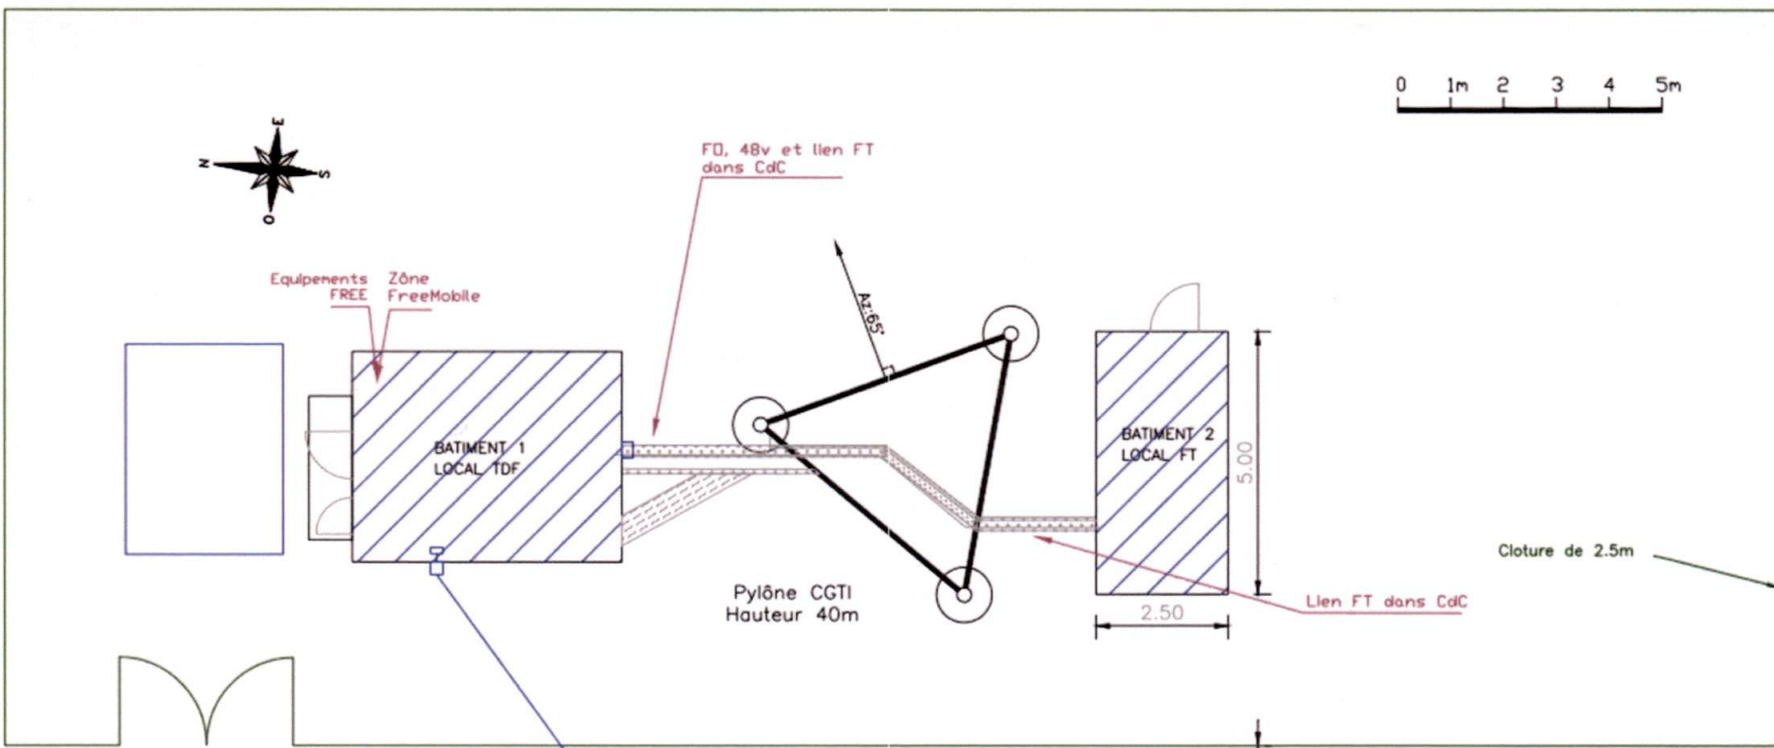 0 1m 2 3 4 5m
E
N
S
O
FO, 48v et lien FT
dans CdC
Equipements
FREE
Zône
FreeMobile
Az:65°
BATIMENT 1
LOCAL TDF
BATIMENT 2
LOCAL FT
5.00
2.50
Cloture de 2.5m
Pylône CGTI
Hauteur 40m
Lien FT dans CdC